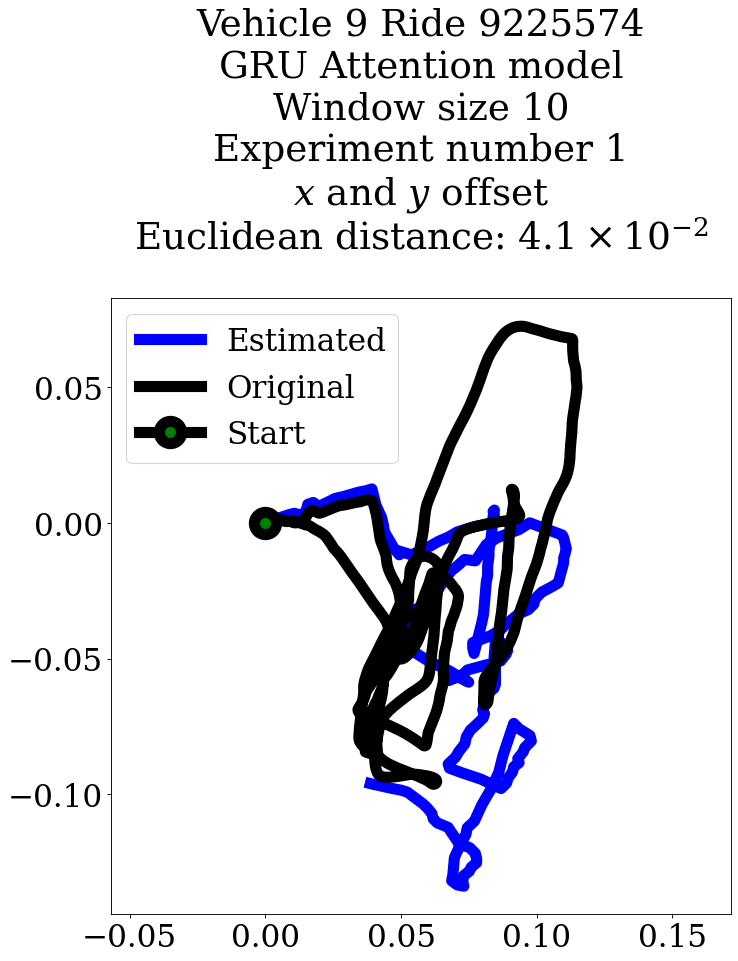 Vehicle 9 Ride 9225574
GRU Attention model
Window size 10
Experiment number 1
x and y offset
Euclidean distance: 4.1 × 10⁻²
Estimated
Original
Start
0.05
0.00
−0.05
−0.10
−0.05 0.00 0.05 0.10 0.15